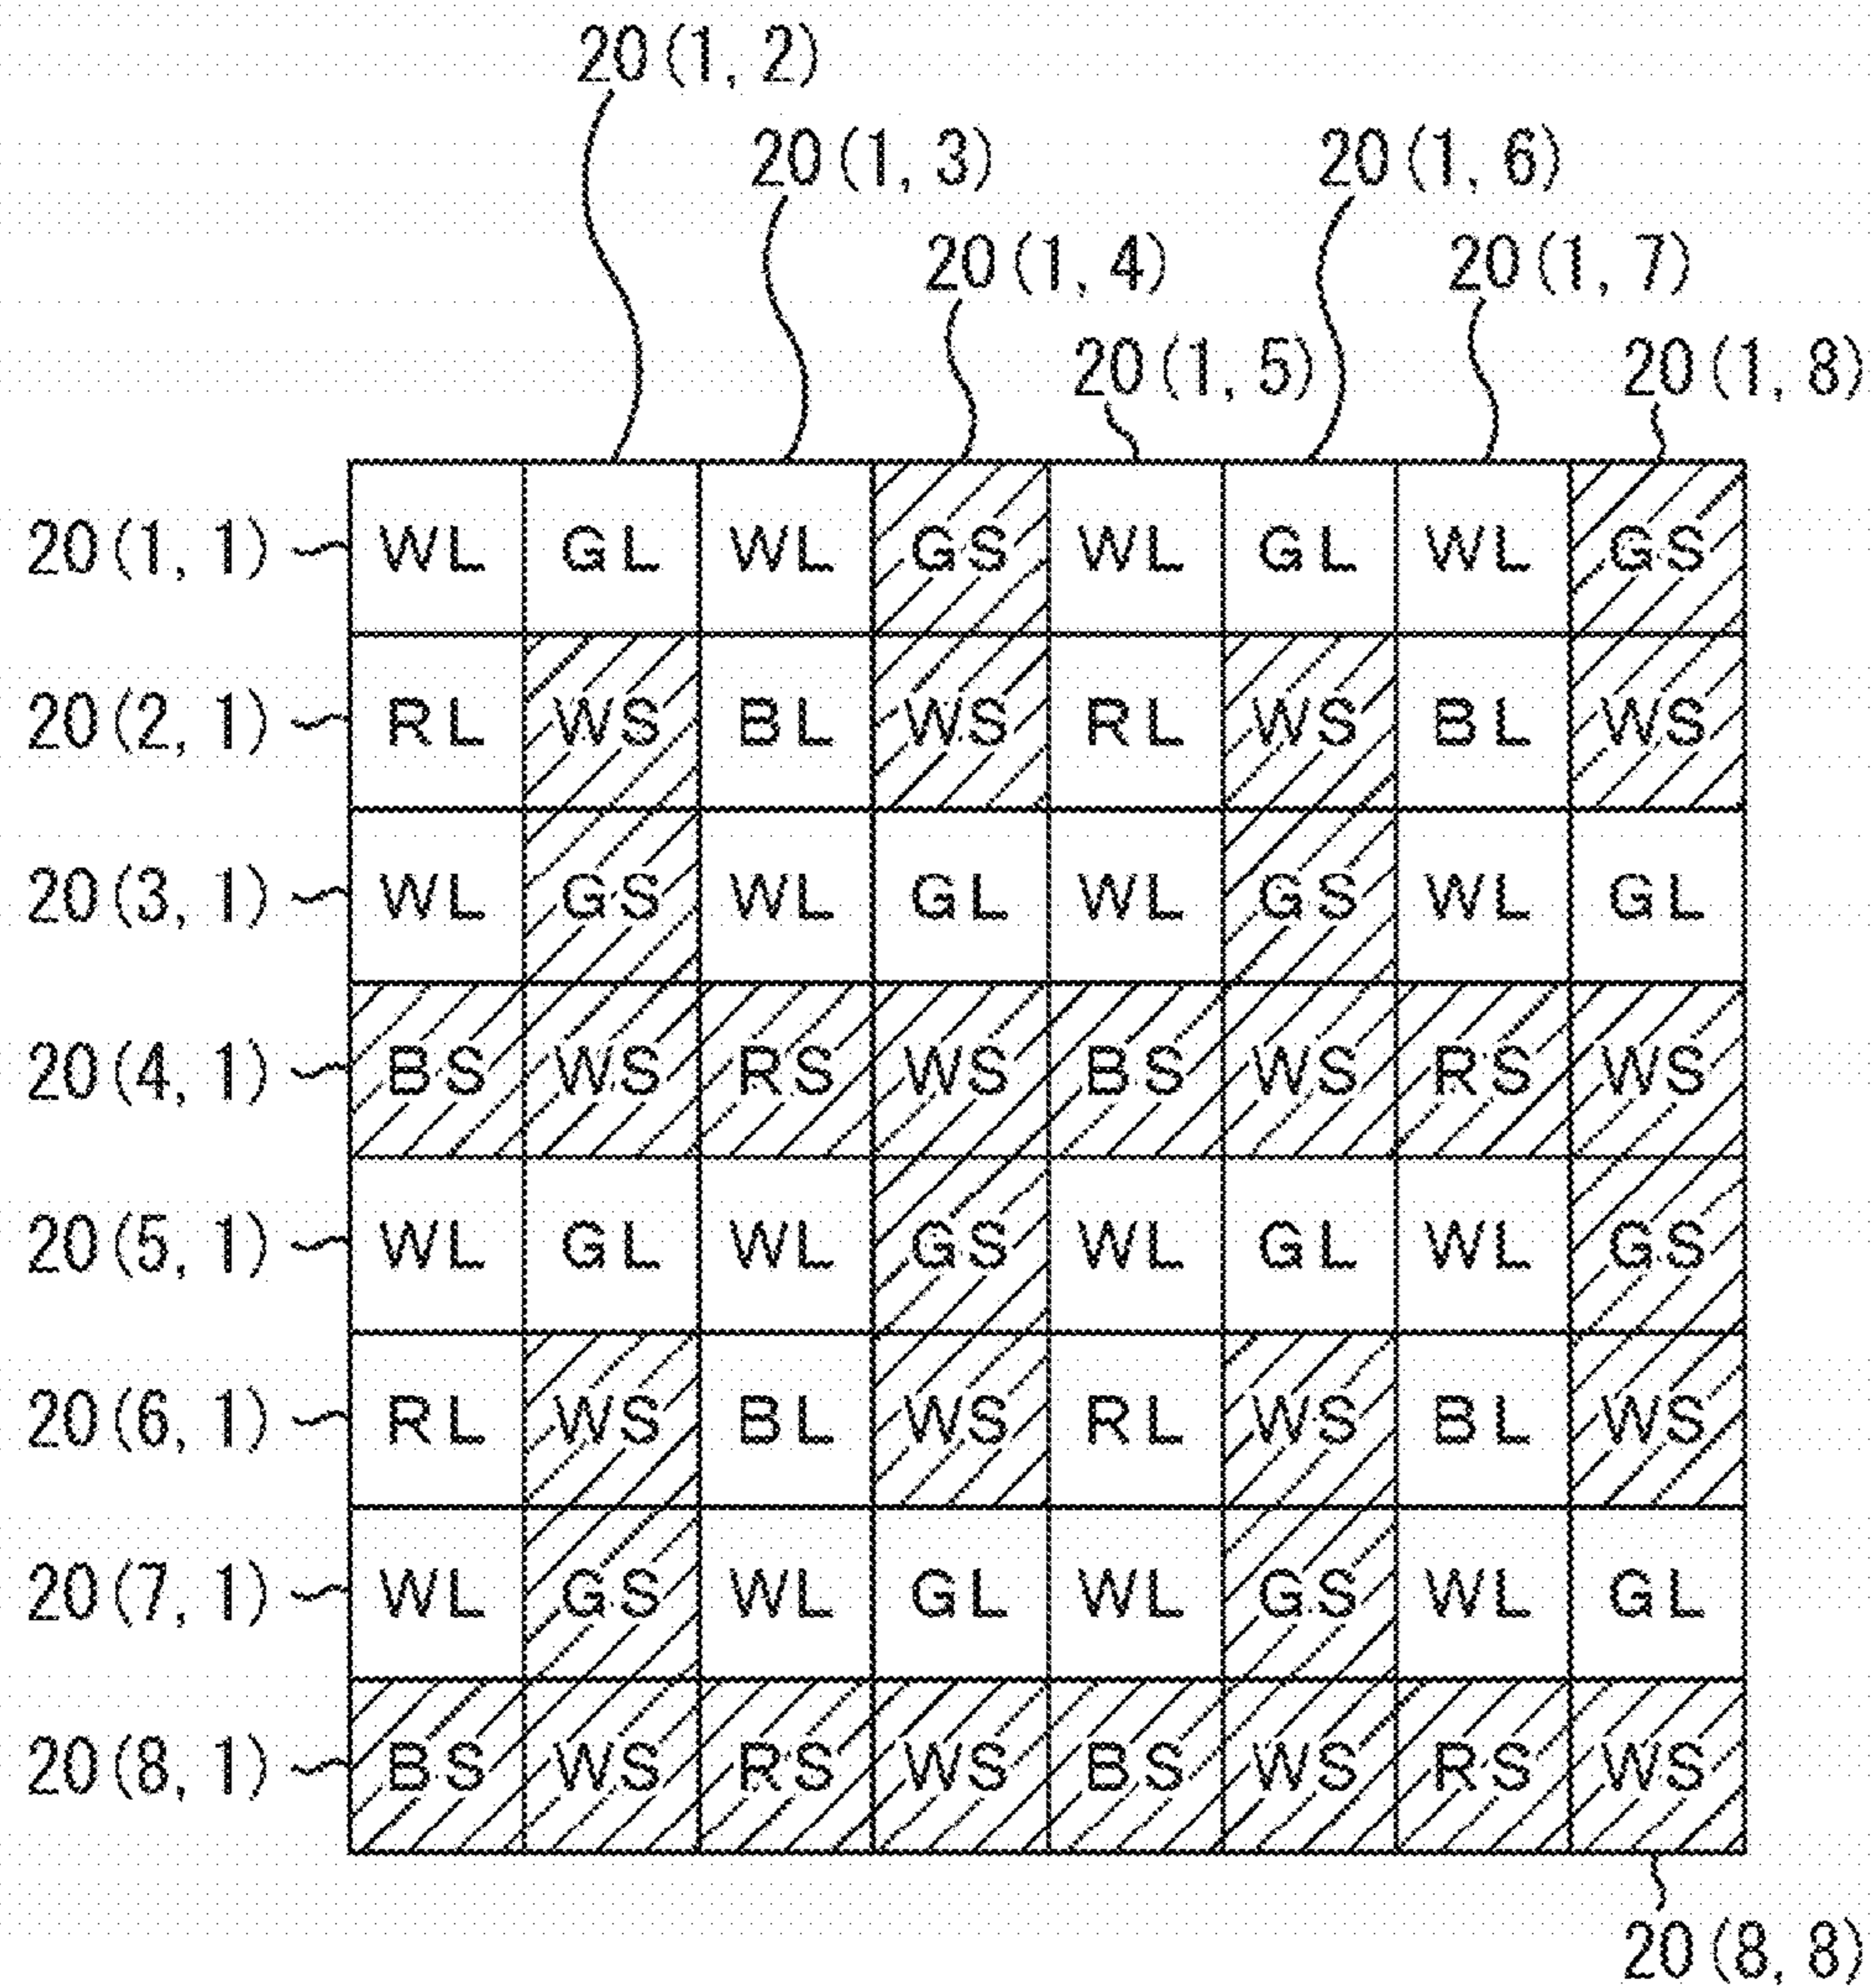 20(1, 2)
20(1, 3) 20(1, 6)
20(1, 4) 20(1, 7)
20(1, 5) 20(1, 8)
20(1, 1) WL GL WL GS WL GL WL GS
20(2, 1) RL WS BL WS RL WS BL WS
20(3, 1) WL GS WL GL WL GS WL GL
20(4, 1) BS WS RS WS BS WS RS WS
20(5, 1) WL GL WL GS WL GL WL GS
20(6, 1) RL WS BL WS RL WS BL WS
20(7, 1) WL GS WL GL WL GS WL GL
20(8, 1) BS WS RS WS BS WS RS WS
20(8, 8)